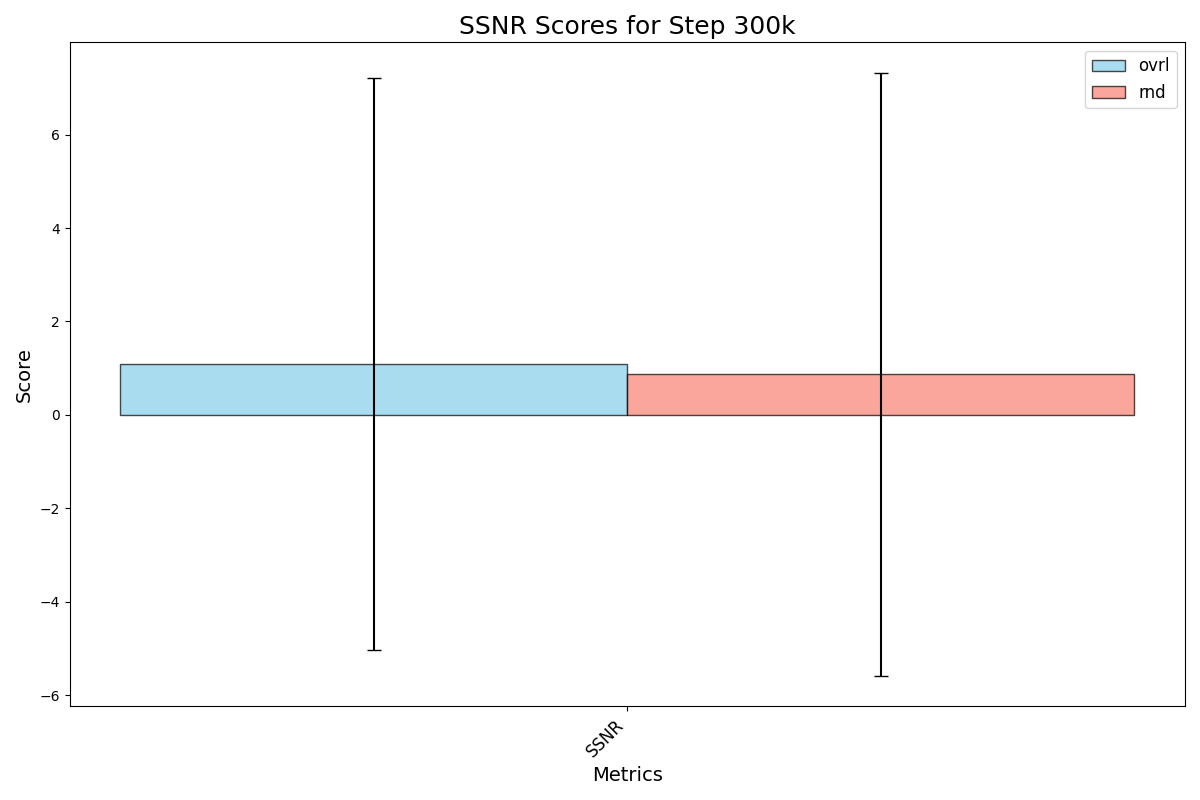 SSNR Scores for Step 300k
ovrl
rnd
6
4
2
0
−2
−4
−6
Score
SSNR
Metrics